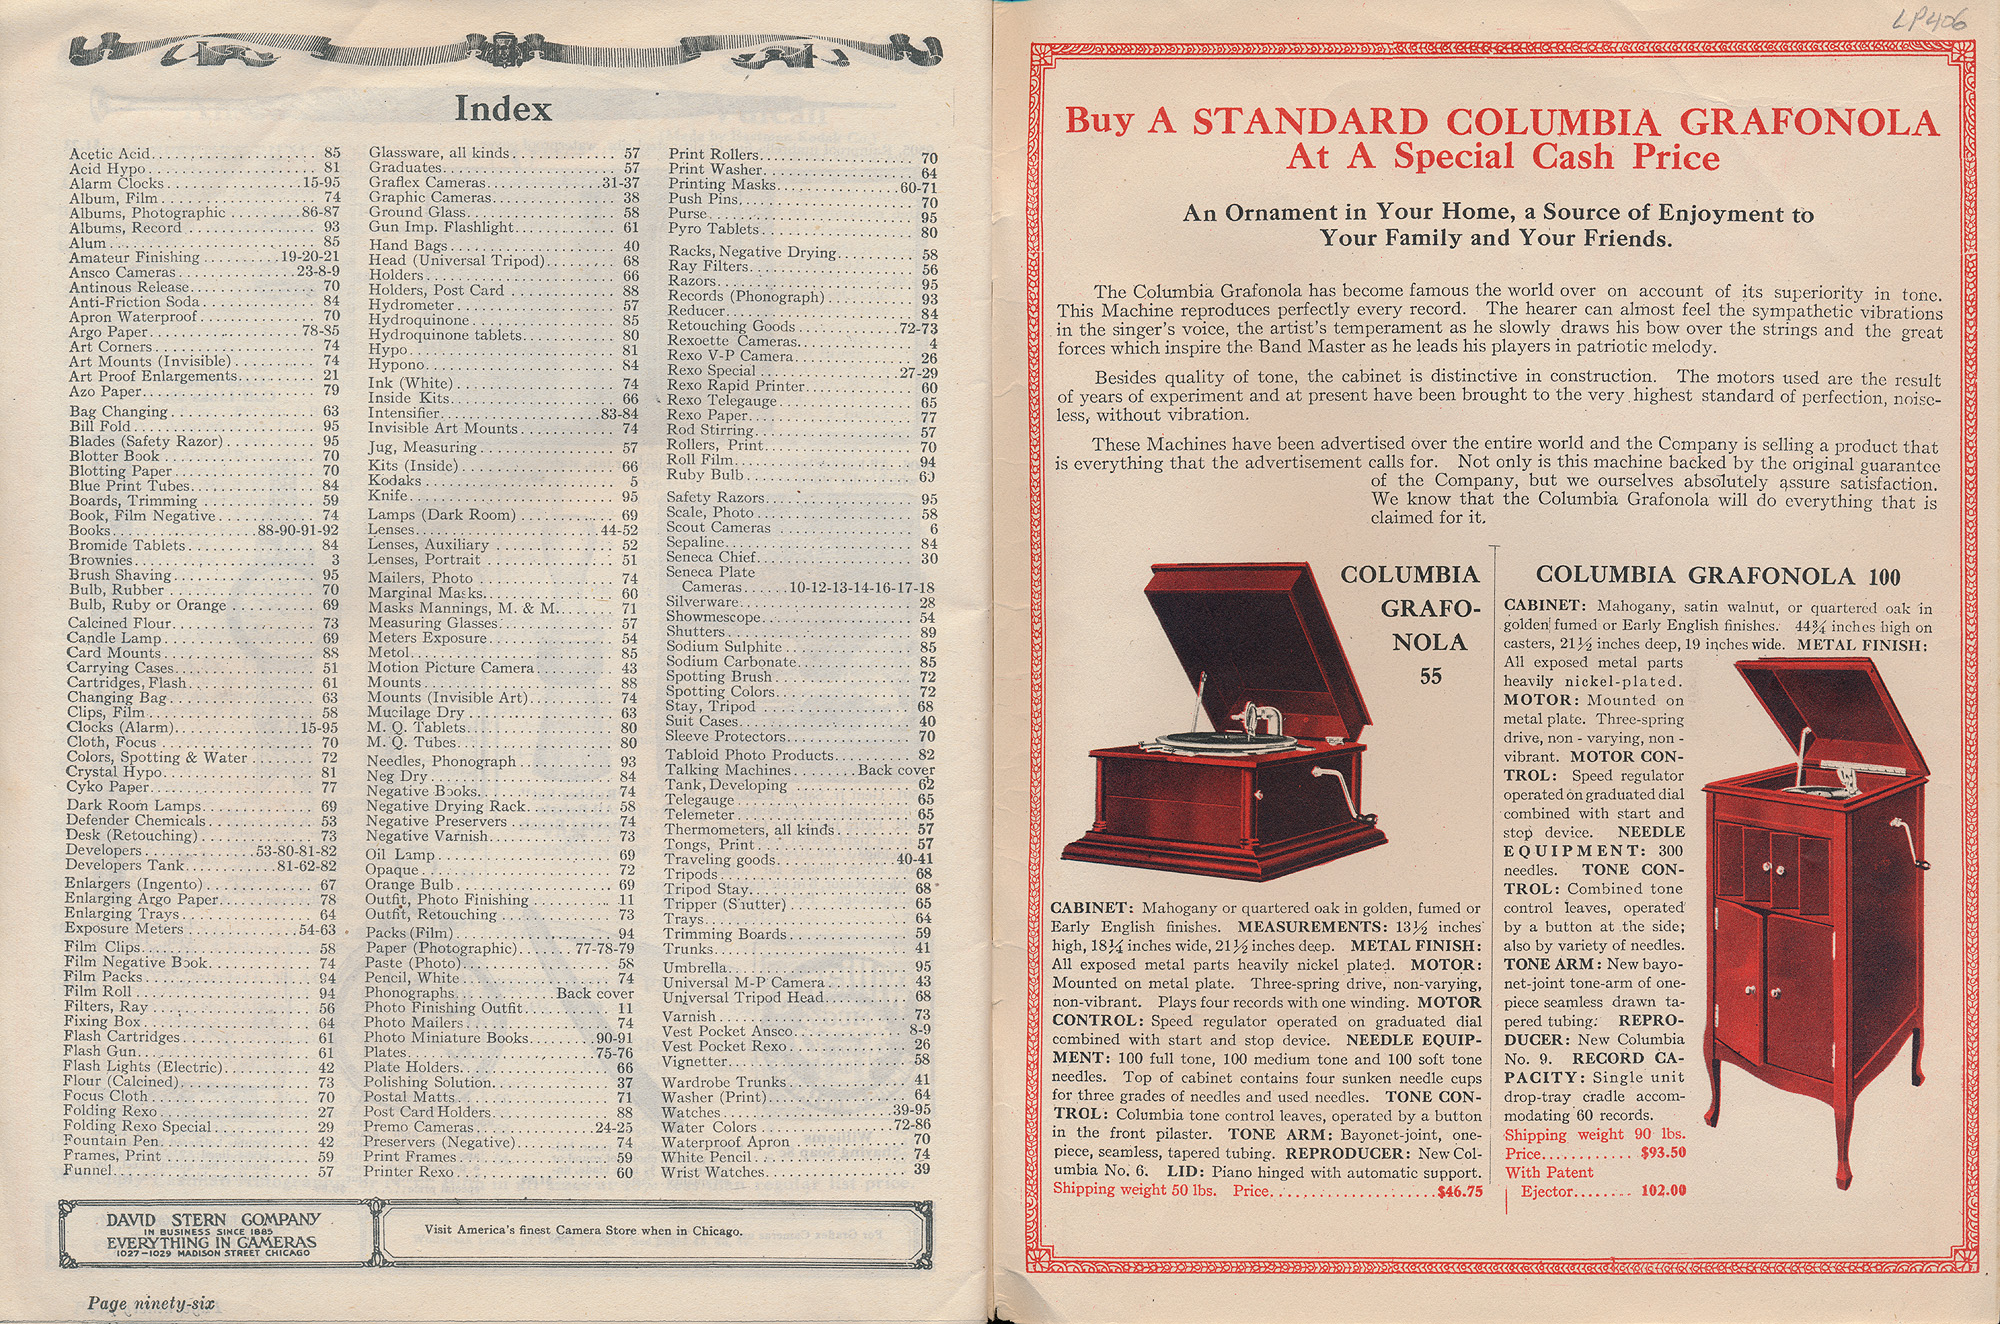 Index
Acetic Acid 85
Acid Hypo 81
Alarm Clocks 15-95
Album, Film 74
Albums, Photographic 86-87
Albums, Record 93
Alum 85
Amateur Finishing 19-20-21
Ansco Cameras 23-8-9
Antinous Release 70
Anti-Friction Soda 84
Apron Waterproof 70
Argo Paper 78-85
Art Corners 74
Art Mounts (Invisible) 74
Art Proof Enlargements 21
Azo Paper 79
Bag Changing 63
Bill Fold 95
Blades (Safety Razor) 95
Blotter Book 70
Blotting Paper 70
Blue Print Tubes 84
Boards, Trimming 59
Book, Film Negative 74
Books 88-90-91-92
Bromide Tablets 84
Brownies 3
Brush Shaving 95
Bulb, Rubber 70
Bulb, Ruby or Orange 69
Calcined Flour 73
Candle Lamp 69
Card Mounts 88
Carrying Cases 51
Cartridges, Flash 61
Changing Bag 63
Clips, Film 58
Clocks (Alarm) 15-95
Cloth, Focus 70
Colors, Spotting & Water 72
Crystal Hypo 81
Cyko Paper 77
Dark Room Lamps 69
Defender Chemicals 53
Desk (Retouching) 73
Developers 53-80-81-82
Developers Tank 81-62-82
Enlargers (Ingento) 67
Enlarging Argo Paper 78
Enlarging Trays 64
Exposure Meters 54-63
Film Clips 58
Film Negative Book 74
Film Packs 94
Film Roll 94
Filters, Ray 56
Fixing Box 64
Flash Cartridges 61
Flash Gun 61
Flash Lights (Electric) 42
Flour (Calcined) 73
Focus Cloth 70
Folding Rexo 27
Folding Rexo Special 29
Fountain Pen 42
Frames, Print 59
Funnel 57
Glassware, all kinds 57
Graduates 57
Graflex Cameras 31-37
Graphic Cameras 38
Ground Glass 58
Gun Imp. Flashlight 61
Hand Bags 40
Head (Universal Tripod) 68
Holders 66
Holders, Post Card 88
Hydrometer 57
Hydroquinone 85
Hydroquinone tablets 80
Hypo 81
Hypono 84
Ink (White) 74
Inside Kits 66
Intensifier 83-84
Invisible Art Mounts 74
Jug, Measuring 57
Kits (Inside) 66
Kodaks 5
Knife 95
Lamps (Dark Room) 69
Lenses 44-52
Lenses, Auxiliary 52
Lenses, Portrait 51
Mailers, Photo 74
Marginal Masks 60
Masks Mannings, M. & M. 71
Measuring Glasses 57
Meters Exposure 54
Metol 85
Motion Picture Camera 43
Mounts 88
Mounts (Invisible Art) 74
Mucilage Dry 63
M. Q. Tablets 80
M. Q. Tubes 80
Needles, Phonograph 93
Neg Dry 84
Negative Books 74
Negative Drying Rack 58
Negative Preservers 74
Negative Varnish 73
Oil Lamp 69
Opaque 72
Orange Bulb 69
Outfit, Photo Finishing 11
Outfit, Retouching 73
Packs (Film) 94
Paper (Photographic) 77-78-79
Paste (Photo) 58
Pencil, White 74
Phonographs Back cover
Photo Finishing Outfit 11
Photo Mailers 74
Photo Miniature Books 90-91
Plates 75-76
Plate Holders 66
Polishing Solution 37
Postal Matts 71
Post Card Holders 88
Premo Cameras 24-25
Preservers (Negative) 74
Print Frames 59
Printer Rexo 60
Print Rollers 70
Print Washer 64
Printing Masks 60-71
Push Pins 70
Purse 95
Pyro Tablets 80
Racks, Negative Drying 58
Ray Filters 56
Razors 95
Records (Phonograph) 93
Reducer 84
Retouching Goods 72-73
Rexoette Cameras 4
Rexo V-P Camera 26
Rexo Special 27-29
Rexo Rapid Printer 60
Rexo Telegauge 65
Rexo Paper 77
Rod Stirring 57
Rollers, Print 70
Roll Film 94
Ruby Bulb 69
Safety Razors 95
Scale, Photo 58
Scout Cameras 6
Sepaline 84
Seneca Chief 30
Seneca Plate
Cameras 10-12-13-14-16-17-18
Silverware 28
Showmescope 54
Shutters 89
Sodium Sulphite 85
Sodium Carbonate 85
Spotting Brush 72
Spotting Colors 72
Stay, Tripod 68
Suit Cases 40
Sleeve Protectors 70
Tabloid Photo Products 82
Talking Machines Back cover
Tank, Developing 62
Telegauge 65
Telemeter 65
Thermometers, all kinds 57
Tongs, Print 57
Traveling goods 40-41
Tripods 68
Tripod Stay 68
Tripper (Shutter) 65
Trays 64
Trimming Boards 59
Trunks 41
Umbrella 95
Universal M-P Camera 43
Universal Tripod Head 68
Varnish 73
Vest Pocket Ansco 8-9
Vest Pocket Rexo 26
Vignetter 58
Wardrobe Trunks 41
Washer (Print) 64
Watches 39-95
Water Colors 72-86
Waterproof Apron 70
White Pencil 74
Wrist Watches 39
DAVID STERN COMPANY
IN BUSINESS SINCE 1885
EVERYTHING IN CAMERAS
1027-1029 MADISON STREET CHICAGO
Visit America's finest Camera Store when in Chicago.
Page ninety-six
LP406
Buy A STANDARD COLUMBIA GRAFONOLA
At A Special Cash Price
An Ornament in Your Home, a Source of Enjoyment to
Your Family and Your Friends.
The Columbia Grafonola has become famous the world over on account of its superiority in tone.
This Machine reproduces perfectly every record. The hearer can almost feel the sympathetic vibrations
in the singer's voice, the artist's temperament as he slowly draws his bow over the strings and the great
forces which inspire the Band Master as he leads his players in patriotic melody.
Besides quality of tone, the cabinet is distinctive in construction. The motors used are the result
of years of experiment and at present have been brought to the very highest standard of perfection, noise-
less, without vibration.
These Machines have been advertised over the entire world and the Company is selling a product that
is everything that the advertisement calls for. Not only is this machine backed by the original guarantee
of the Company, but we ourselves absolutely assure satisfaction.
We know that the Columbia Grafonola will do everything that is
claimed for it.
COLUMBIA
GRAFO-
NOLA
55
CABINET: Mahogany or quartered oak in golden, fumed or
Early English finishes. MEASUREMENTS: 13½ inches
high, 18¼ inches wide, 21½ inches deep. METAL FINISH:
All exposed metal parts heavily nickel plated. MOTOR:
Mounted on metal plate. Three-spring drive, non-varying,
non-vibrant. Plays four records with one winding. MOTOR
CONTROL: Speed regulator operated on graduated dial
combined with start and stop device. NEEDLE EQUIP-
MENT: 100 full tone, 100 medium tone and 100 soft tone
needles. Top of cabinet contains four sunken needle cups
for three grades of needles and used needles. TONE CON-
TROL: Columbia tone control leaves, operated by a button
in the front pilaster. TONE ARM: Bayonet-joint, one-
piece, seamless, tapered tubing. REPRODUCER: New Col-
umbia No. 6. LID: Piano hinged with automatic support.
Shipping weight 50 lbs. Price $46.75
COLUMBIA GRAFONOLA 100
CABINET: Mahogany, satin walnut, or quartered oak in
golden fumed or Early English finishes. 44¾ inches high on
casters, 21½ inches deep, 19 inches wide. METAL FINISH:
All exposed metal parts
heavily nickel-plated.
MOTOR: Mounted on
metal plate. Three-spring
drive, non-varying, non-
vibrant. MOTOR CON-
TROL: Speed regulator
operated on graduated dial
combined with start and
stop device. NEEDLE
EQUIPMENT: 300
needles. TONE CON-
TROL: Combined tone
control leaves, operated
by a button at the side;
also by variety of needles.
TONE ARM: New bayo-
net-joint tone-arm of one-
piece seamless drawn ta-
pered tubing. REPRO-
DUCER: New Columbia
No. 9. RECORD CA-
PACITY: Single unit
drop-tray cradle accom-
modating 60 records.
Shipping weight 90 lbs.
Price $93.50
With Patent
Ejector 102.00